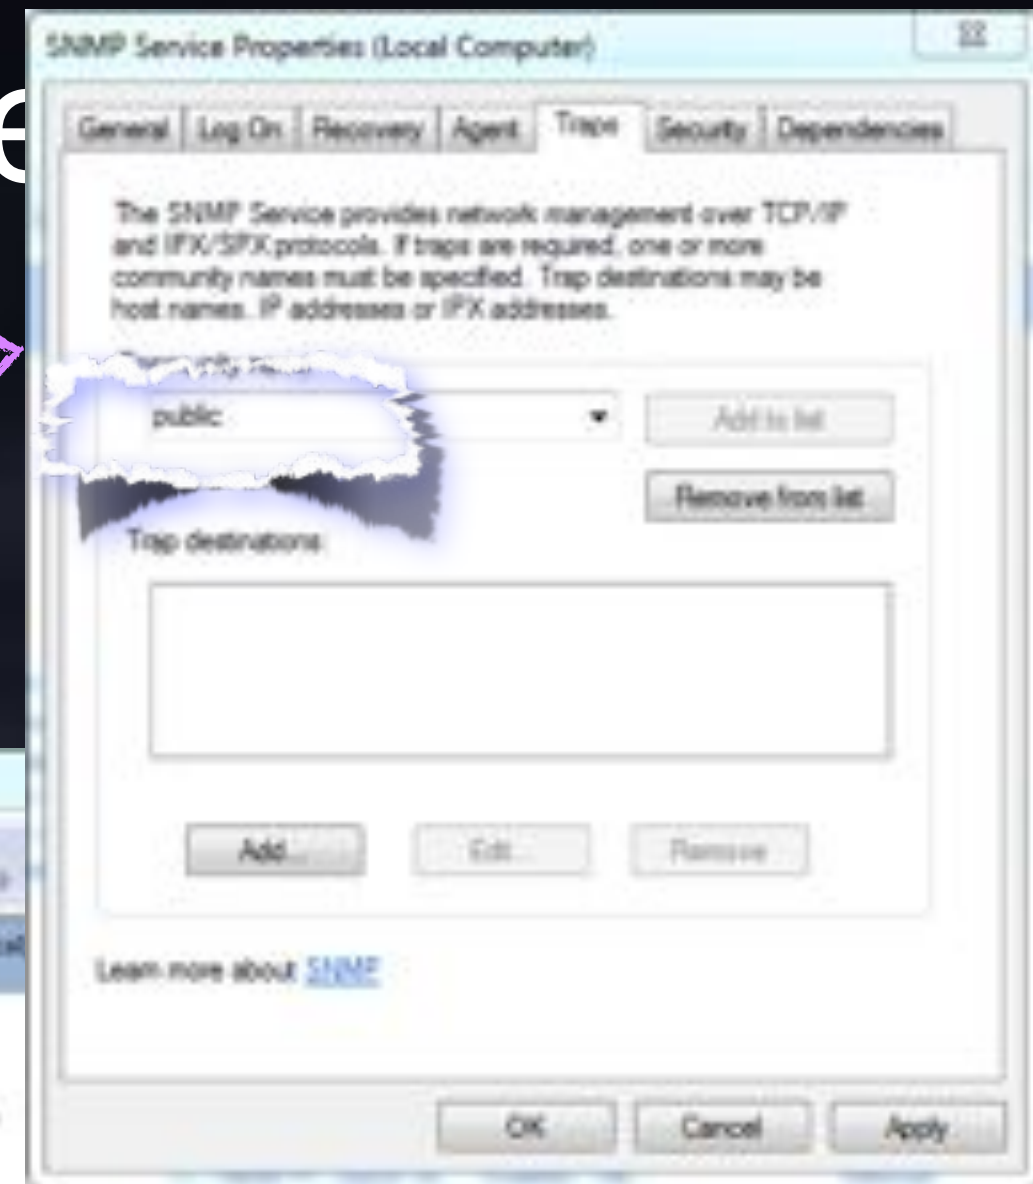 SNMP Service Properties (Local Computer)
e
General Log On Recovery Agent Traps Security Dependencies
The SNMP Service provides network management over TCP/IP
and IPX/SPX protocols. If traps are required, one or more
community names must be specified. Trap destinations may be
host names, IP addresses or IPX addresses.
Community name
public
Add to list
Remove from list
Trap destinations:
Add... Edit... Remove
Learn more about SNMP
OK Cancel Apply